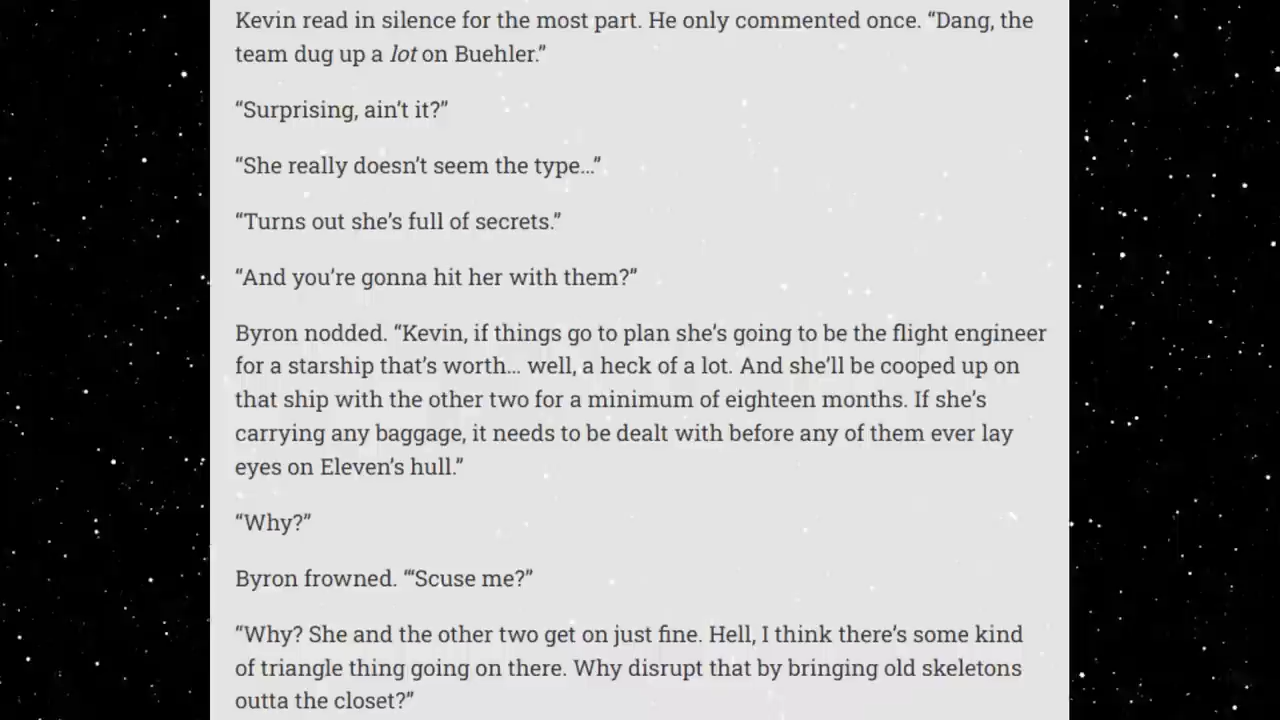 Kevin read in silence for the most part. He only commented once. “Dang, the
team dug up a lot on Buehler.”
“Surprising, ain’t it?”
“She really doesn’t seem the type…”
“Turns out she’s full of secrets.”
“And you’re gonna hit her with them?”
Byron nodded. “Kevin, if things go to plan she’s going to be the flight engineer
for a starship that’s worth… well, a heck of a lot. And she’ll be cooped up on
that ship with the other two for a minimum of eighteen months. If she’s
carrying any baggage, it needs to be dealt with before any of them ever lay
eyes on Eleven’s hull.”
“Why?”
Byron frowned. “‘Scuse me?”
“Why? She and the other two get on just fine. Hell, I think there’s some kind
of triangle thing going on there. Why disrupt that by bringing old skeletons
outta the closet?”